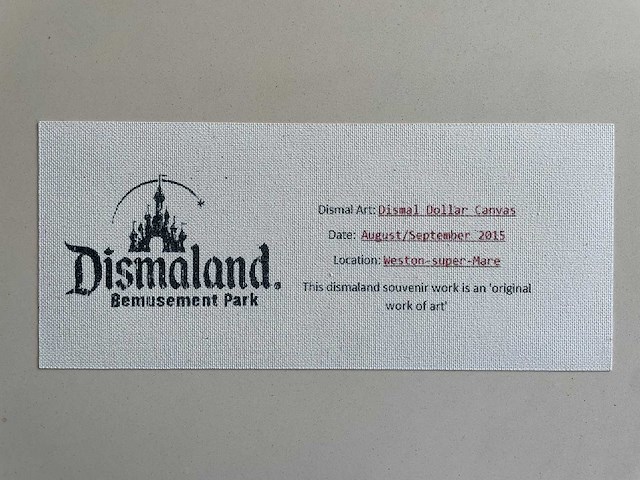 Dismaland.
Bemusement Park
Dismal Art: Dismal Dollar Canvas
Date: August/September 2015
Location: Weston-super-Mare
This dismaland souvenir work is an 'original
work of art'